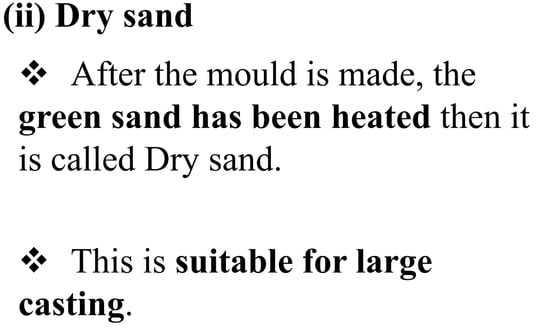 (ii) Dry sand
❖ After the mould is made, the
green sand has been heated then it
is called Dry sand.
❖ This is suitable for large
casting.